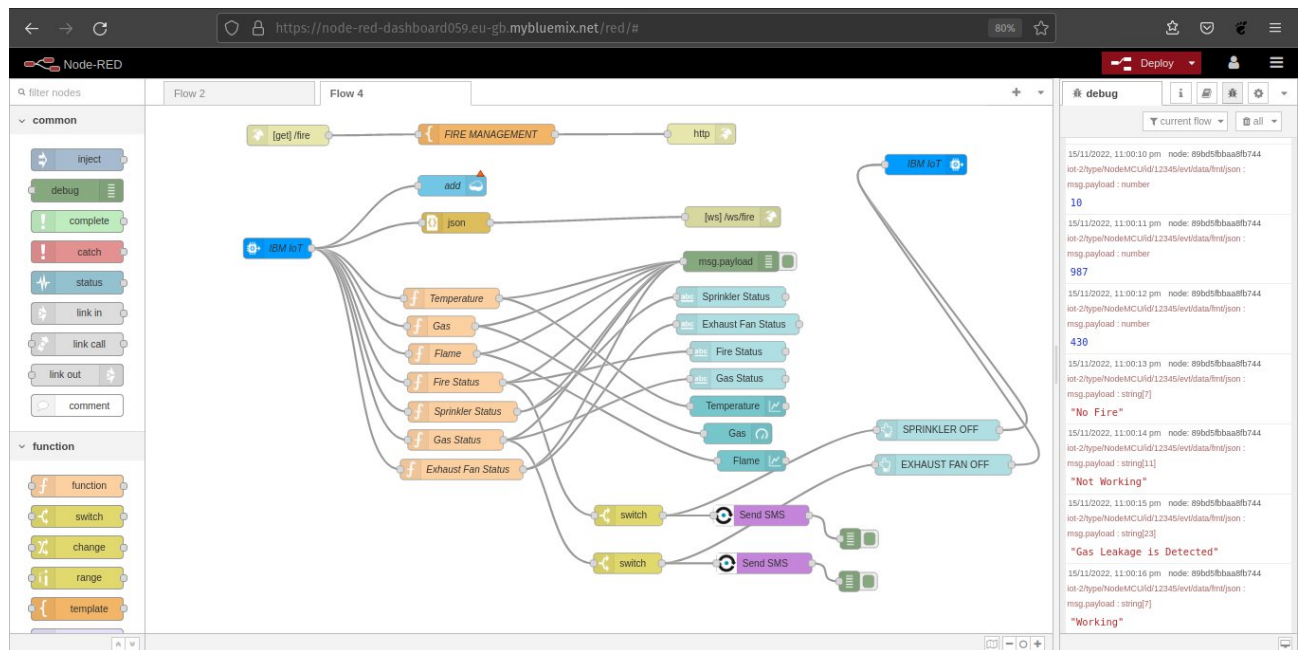 https://node-red-dashboard059.eu-gb.mybluemix.net/red/#
80%
Node-RED
Deploy
filter nodes
common
inject
debug
complete
catch
status
link in
link call
link out
comment
function
function
switch
change
range
template
Flow 2
Flow 4
[get] /fire
FIRE MANAGEMENT
http
IBM IoT
add
json
[ws] /ws/fire
IBM IoT
msg.payload
Temperature
abc Sprinkler Status
Gas
abc Exhaust Fan Status
Flame
abc Fire Status
Fire Status
abc Gas Status
Sprinkler Status
Temperature
Gas Status
Gas
SPRINKLER OFF
Exhaust Fan Status
Flame
EXHAUST FAN OFF
switch
Send SMS
switch
Send SMS
debug
i
current flow
all
15/11/2022, 11:00:10 pm node: 89bd5fbbaa8fb744
iot-2/type/NodeMCU/id/12345/evt/data/fmt/json :
msg.payload : number
10
15/11/2022, 11:00:11 pm node: 89bd5fbbaa8fb744
iot-2/type/NodeMCU/id/12345/evt/data/fmt/json :
msg.payload : number
987
15/11/2022, 11:00:12 pm node: 89bd5fbbaa8fb744
iot-2/type/NodeMCU/id/12345/evt/data/fmt/json :
msg.payload : number
430
15/11/2022, 11:00:13 pm node: 89bd5fbbaa8fb744
iot-2/type/NodeMCU/id/12345/evt/data/fmt/json :
msg.payload : string[7]
"No Fire"
15/11/2022, 11:00:14 pm node: 89bd5fbbaa8fb744
iot-2/type/NodeMCU/id/12345/evt/data/fmt/json :
msg.payload : string[11]
"Not Working"
15/11/2022, 11:00:15 pm node: 89bd5fbbaa8fb744
iot-2/type/NodeMCU/id/12345/evt/data/fmt/json :
msg.payload : string[23]
"Gas Leakage is Detected"
15/11/2022, 11:00:16 pm node: 89bd5fbbaa8fb744
iot-2/type/NodeMCU/id/12345/evt/data/fmt/json :
msg.payload : string[7]
"Working"